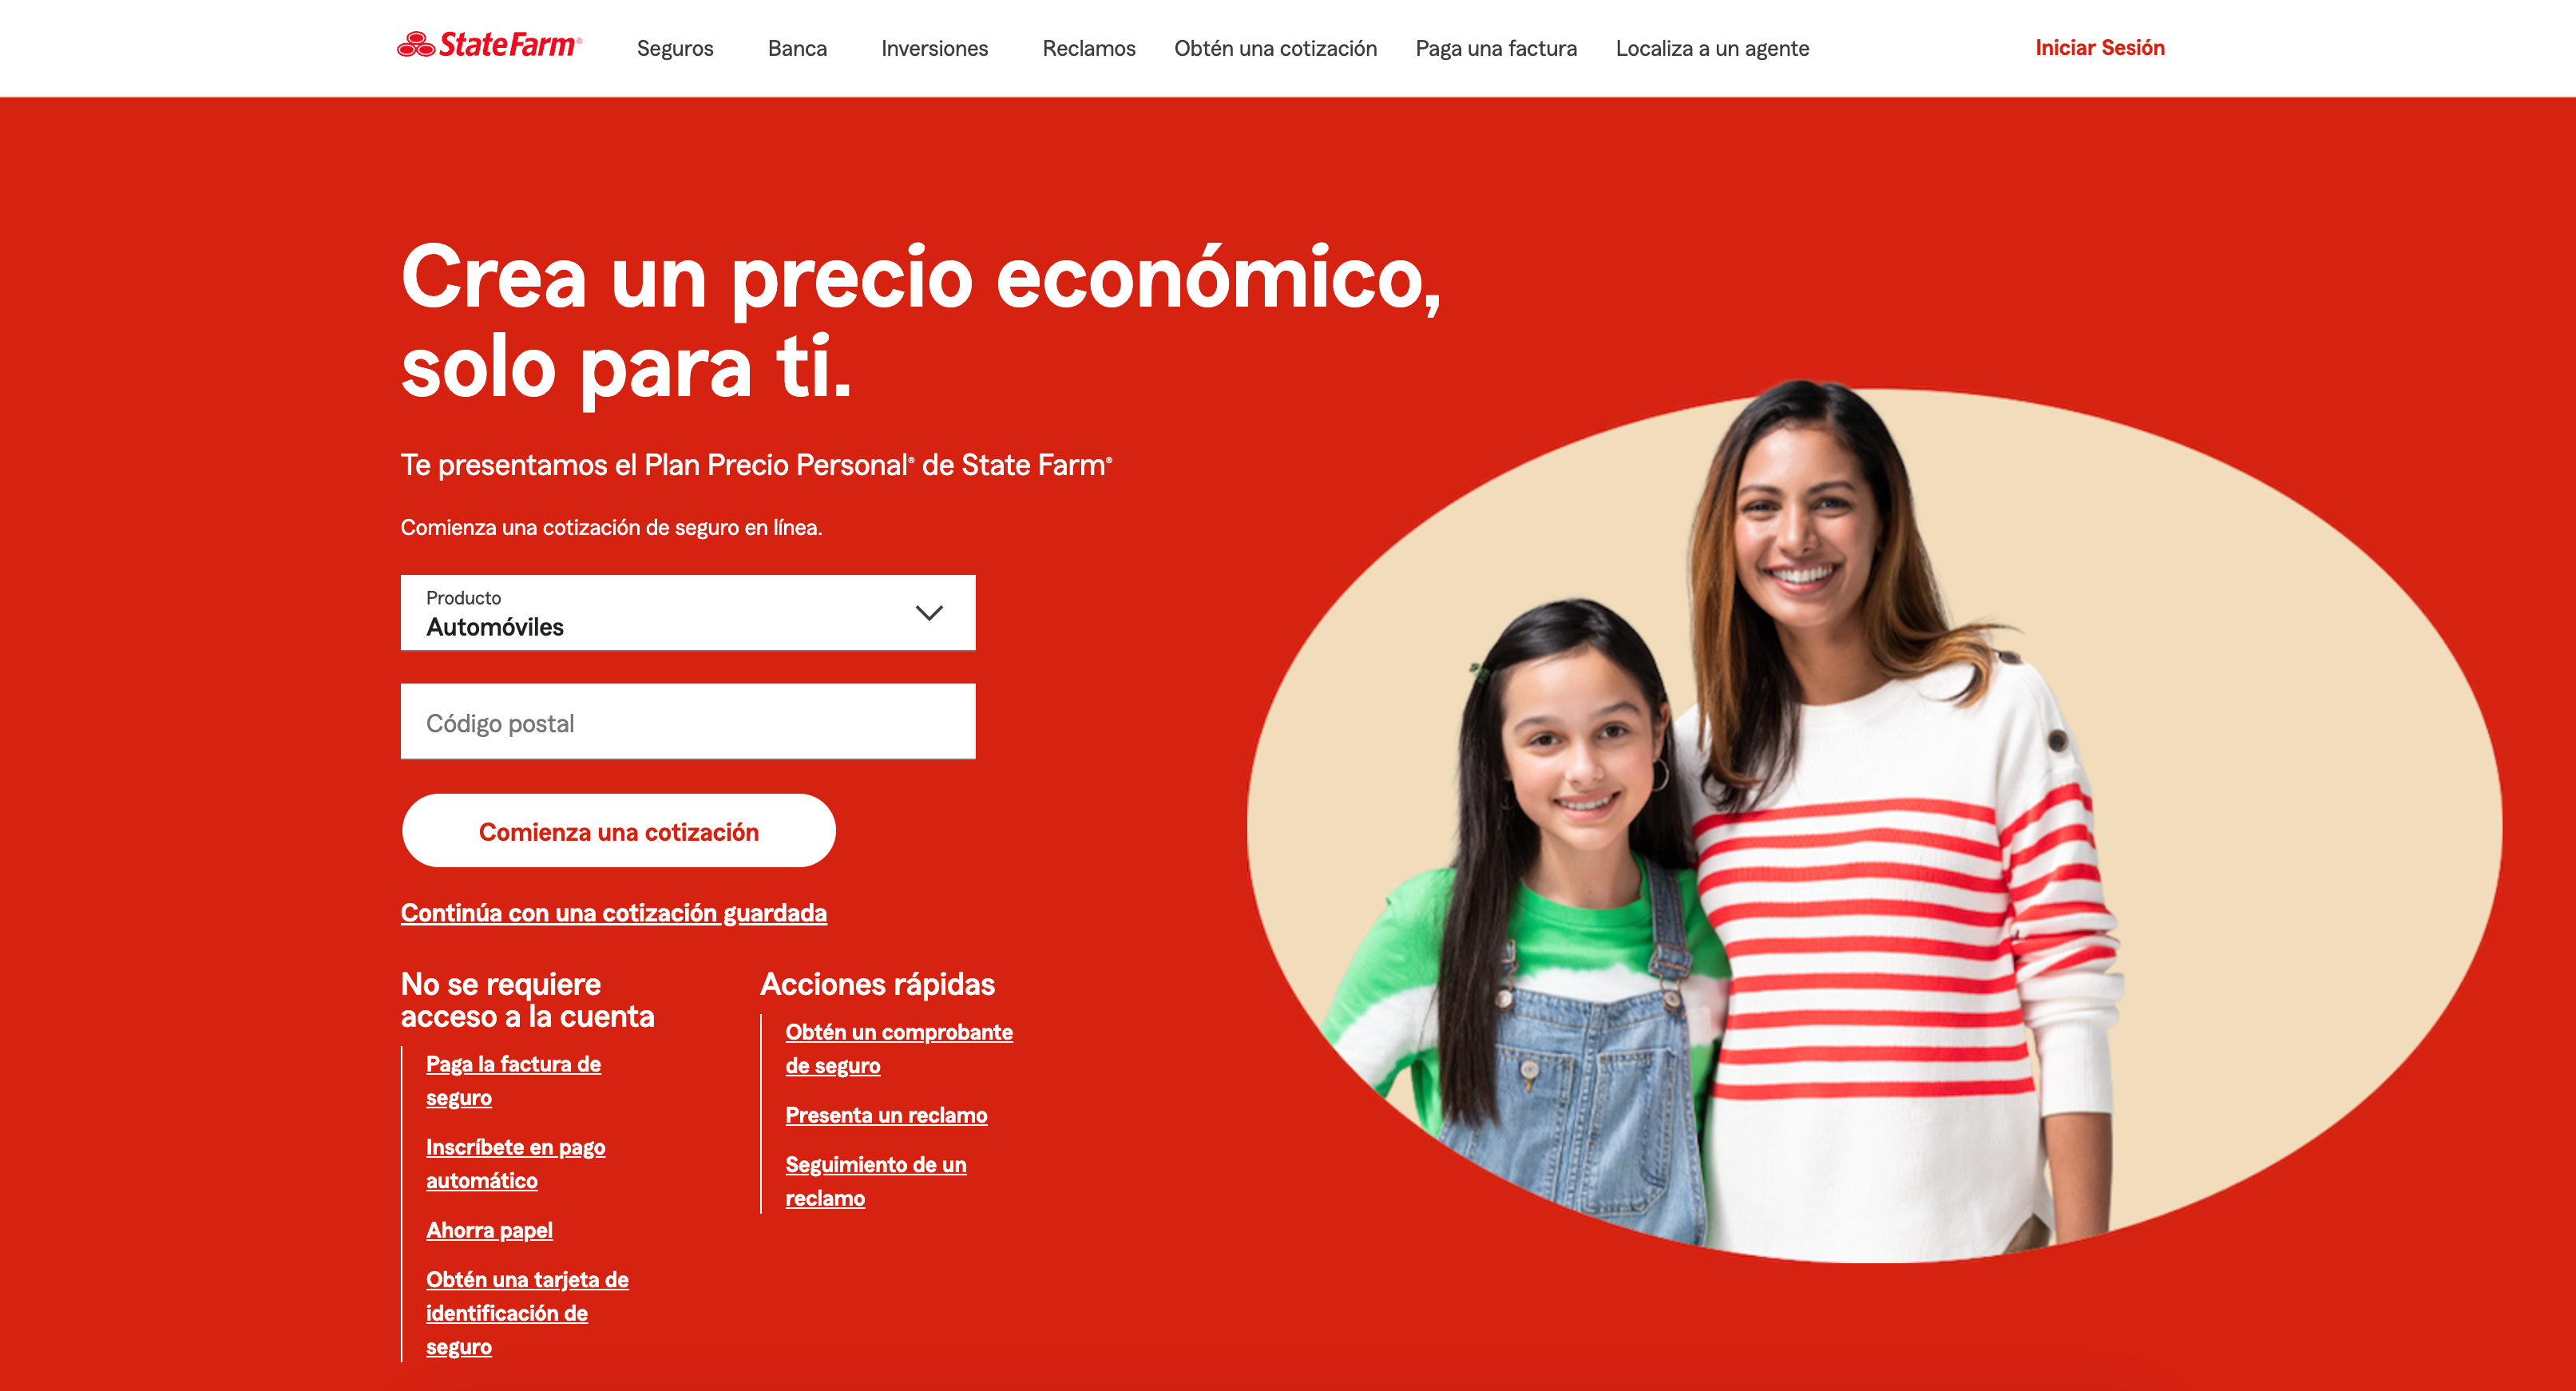 StateFarm®
Seguros
Banca
Inversiones
Reclamos
Obtén una cotización
Paga una factura
Localiza a un agente
Iniciar Sesión
Crea un precio económico,
solo para ti.
Te presentamos el Plan Precio Personal® de State Farm®
Comienza una cotización de seguro en línea.
Producto
Automóviles
Código postal
Comienza una cotización
Continúa con una cotización guardada
No se requiere
acceso a la cuenta
Paga la factura de
seguro
Inscríbete en pago
automático
Ahorra papel
Obtén una tarjeta de
identificación de
seguro
Acciones rápidas
Obtén un comprobante
de seguro
Presenta un reclamo
Seguimiento de un
reclamo